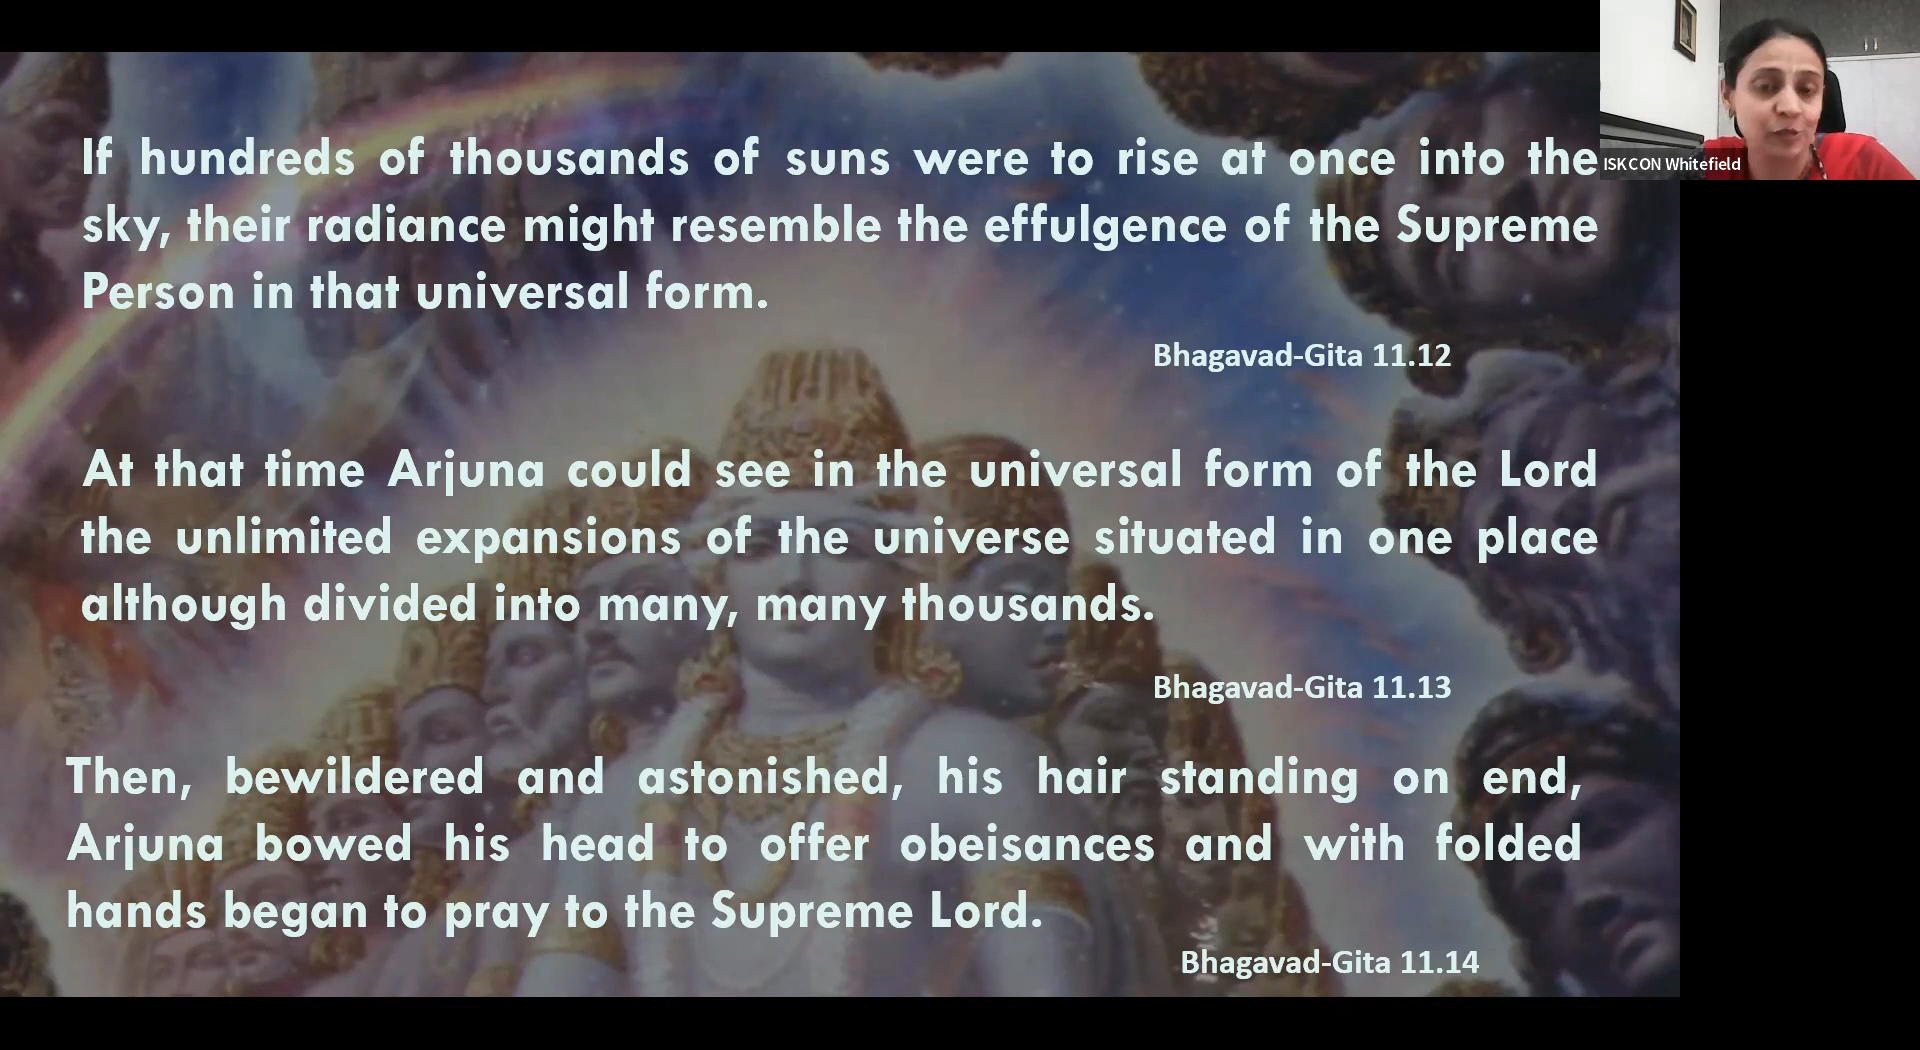 If hundreds of thousands of suns were to rise at once into the
sky, their radiance might resemble the effulgence of the Supreme
Person in that universal form.
Bhagavad-Gita 11.12
At that time Arjuna could see in the universal form of the Lord
the unlimited expansions of the universe situated in one place
although divided into many, many thousands.
Bhagavad-Gita 11.13
Then, bewildered and astonished, his hair standing on end,
Arjuna bowed his head to offer obeisances and with folded
hands began to pray to the Supreme Lord.
Bhagavad-Gita 11.14
ISKCON Whitefield